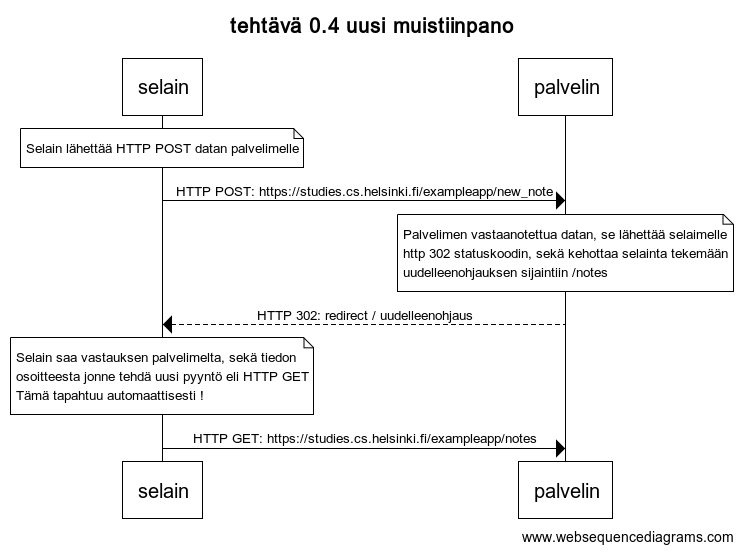 tehtävä 0.4 uusi muistiinpano
selain
palvelin
Selain lähettää HTTP POST datan palvelimelle
HTTP POST: https://studies.cs.helsinki.fi/exampleapp/new_note
Palvelimen vastaanotettua datan, se lähettää selaimelle
http 302 statuskoodin, sekä kehottaa selainta tekemään
uudelleenohjauksen sijaintiin /notes
HTTP 302: redirect / uudelleenohjaus
Selain saa vastauksen palvelimelta, sekä tiedon
osoitteesta jonne tehdä uusi pyyntö eli HTTP GET
Tämä tapahtuu automaattisesti !
HTTP GET: https://studies.cs.helsinki.fi/exampleapp/notes
selain
palvelin
www.websequencediagrams.com